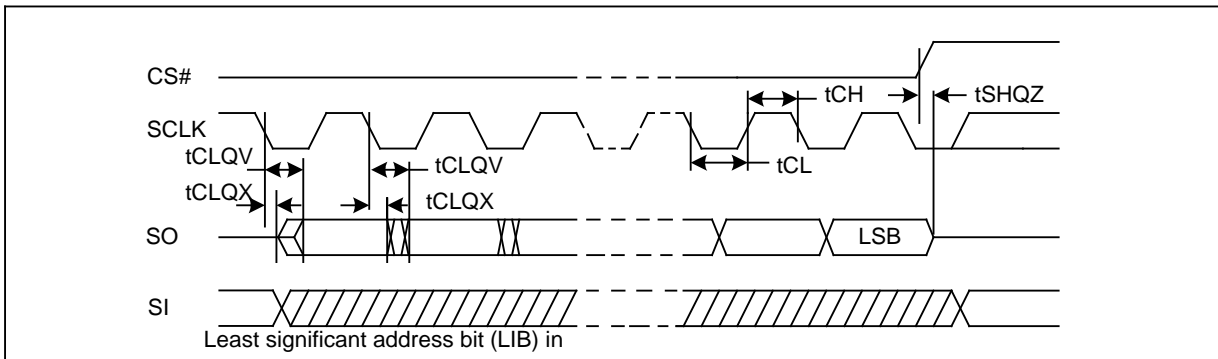 CS#
tCH
tSHQZ
SCLK
tCLQV
tCLQV
tCL
tCLQX
tCLQX
SO
LSB
SI
Least significant address bit (LIB) in